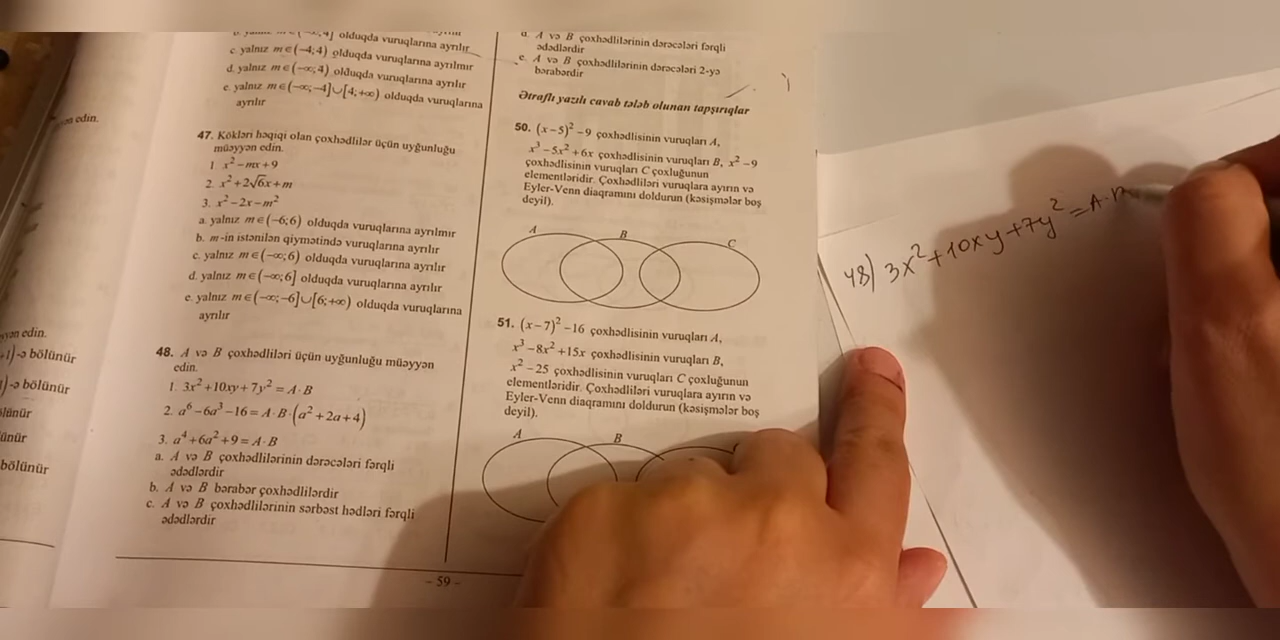 olduqda vuruqlarına ayrılır
c. yalnız m∈(−4;4) olduqda vuruqlarına ayrılmır
d. yalnız m∈(−∞;4) olduqda vuruqlarına ayrılır
e. yalnız m∈(−∞;−4]∪[4;+∞) olduqda vuruqlarına
ayrılır
47. Kökləri həqiqi olan çoxhədlilər üçün uyğunluğu
müəyyən edin.
1. x²−mx+9
2. x²+2√6x+m
3. x²−2x−m²
a. yalnız m∈(−6;6) olduqda vuruqlarına ayrılmır
b. m-in istənilən qiymətində vuruqlarına ayrılır
c. yalnız m∈(−∞;6) olduqda vuruqlarına ayrılır
d. yalnız m∈(−∞;6] olduqda vuruqlarına ayrılır
e. yalnız m∈(−∞;−6]∪[6;+∞) olduqda vuruqlarına
ayrılır
48. A və B çoxhədliləri üçün uyğunluğu müəyyən
edin.
1. 3x²+10xy+7y²=A·B
2. a⁶−6a³−16=A·B·(a²+2a+4)
3. a⁴+6a²+9=A·B
a. A və B çoxhədlilərinin dərəcələri fərqli
ədədlərdir
b. A və B bərabər çoxhədlilərdir
c. A və B çoxhədlilərinin sərbəst hədləri fərqli
ədədlərdir
d. A və B çoxhədlilərinin dərəcələri fərqli
ədədlərdir
e. A və B çoxhədlilərinin dərəcələri 2-yə
bərabərdir
Ətraflı yazılı cavab tələb olunan tapşırıqlar
50. (x−5)²−9 çoxhədlisinin vuruqları A,
x³−5x²+6x çoxhədlisinin vuruqları B, x²−9
çoxhədlisinin vuruqları C çoxluğunun
elementləridir. Çoxhədliləri vuruqlara ayırın və
Eyler-Venn diaqramını doldurun (kəsişmələr boş
deyil).
A B C
51. (x−7)²−16 çoxhədlisinin vuruqları A,
x³−8x²+15x çoxhədlisinin vuruqları B,
x²−25 çoxhədlisinin vuruqları C çoxluğunun
elementləridir. Çoxhədliləri vuruqlara ayırın və
Eyler-Venn diaqramını doldurun (kəsişmələr boş
deyil).
A B
- 59 -
edin.
-ə bölünür
-ə bölünür
bölünür
48) 3x²+10xy+7y²=A·